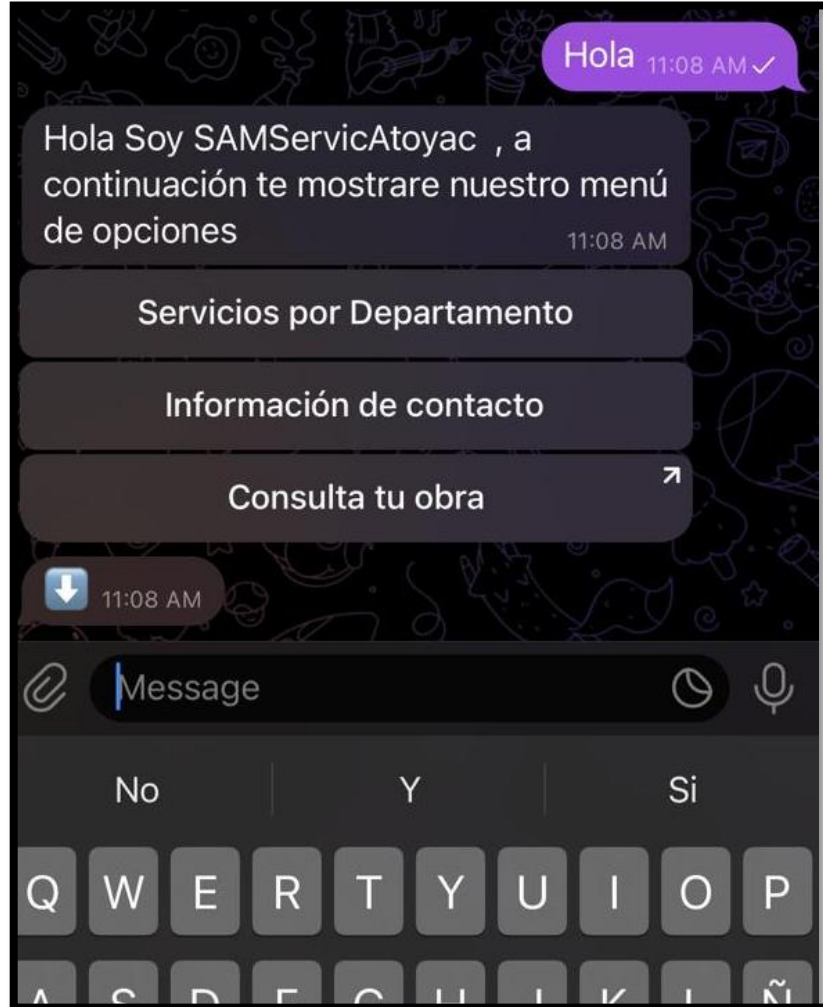 Hola 11:08 AM
Hola Soy SAMServicAtoyac , a
continuación te mostrare nuestro menú
de opciones 11:08 AM
Servicios por Departamento
Información de contacto
Consulta tu obra
11:08 AM
Message
No Y Si
Q W E R T Y U I O P
A S D F G H J K L Ñ